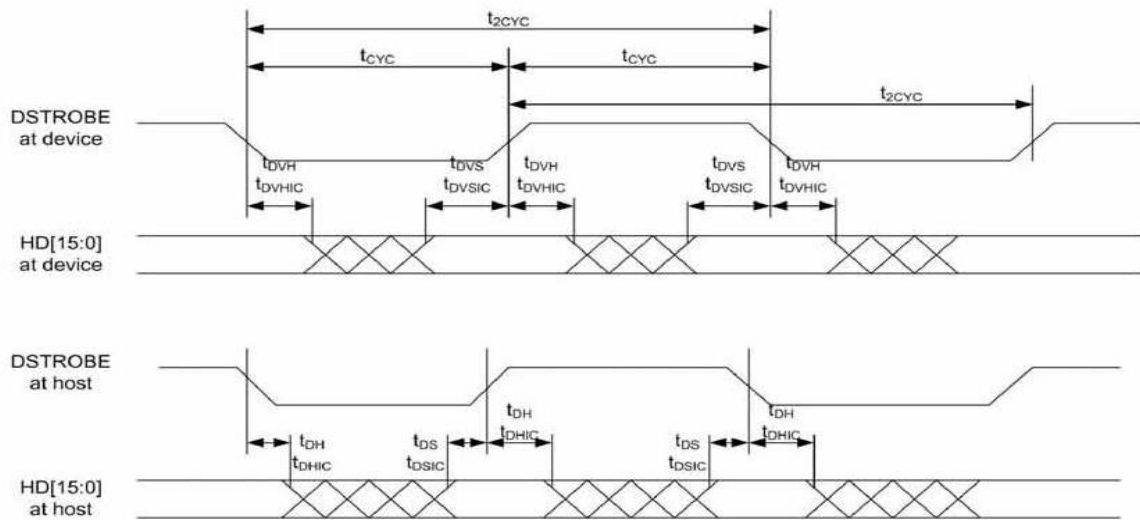 t2CYC
tCYC tCYC
t2CYC
DSTROBE
at device
tDVH tDVS tDVH tDVS tDVH
tDVHIC tDVSIC tDVHIC tDVSIC tDVHIC
HD[15:0]
at device
DSTROBE
at host
tDH tDH
tDHIC tDHIC
tDH tDS tDS
tDHIC tDSIC tDSIC
HD[15:0]
at host